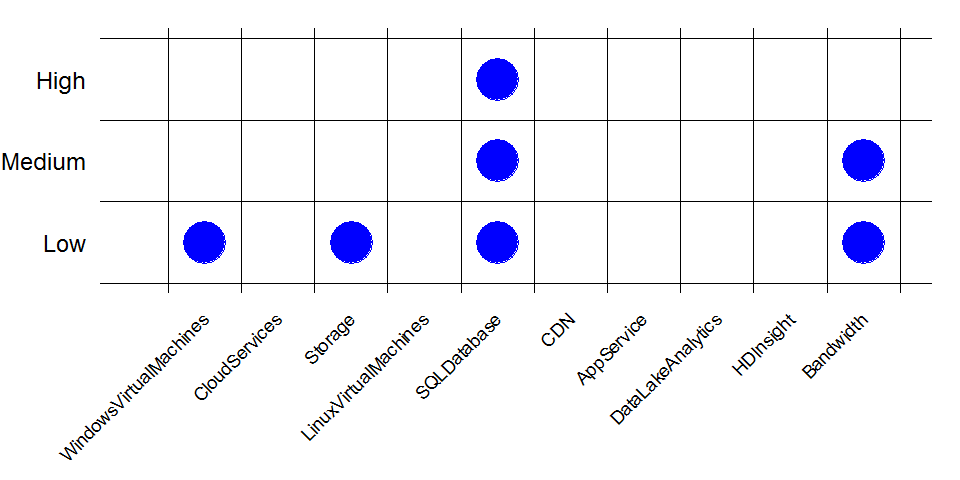 High
Medium
Low
WindowsVirtualMachines
CloudServices
Storage
LinuxVirtualMachines
SQLDatabase
CDN
AppService
DataLakeAnalytics
HDInsight
Bandwidth